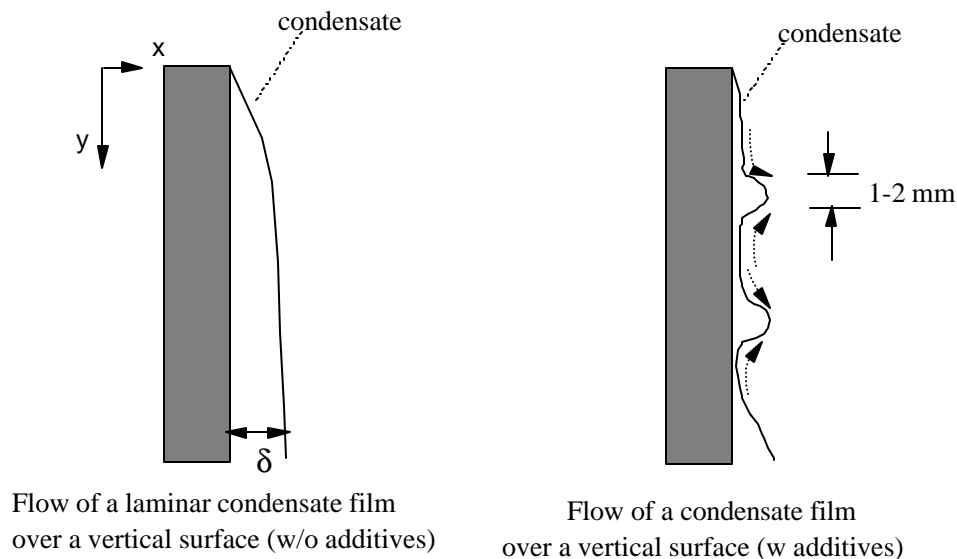 condensate
x
y
δ
Flow of a laminar condensate film
over a vertical surface (w/o additives)
condensate
1-2 mm
Flow of a condensate film
over a vertical surface (w additives)